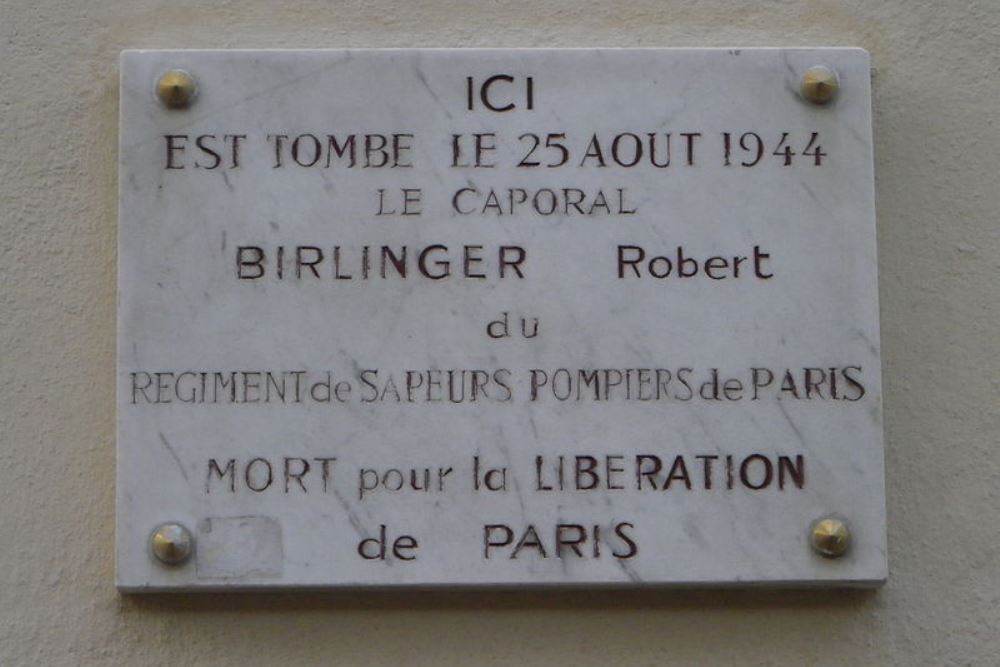 ICI
EST TOMBE LE 25 AOUT 1944
LE CAPORAL
BIRLINGER Robert
du
REGIMENT de SAPEURS POMPIERS de PARIS
MORT pour la LIBERATION
de PARIS